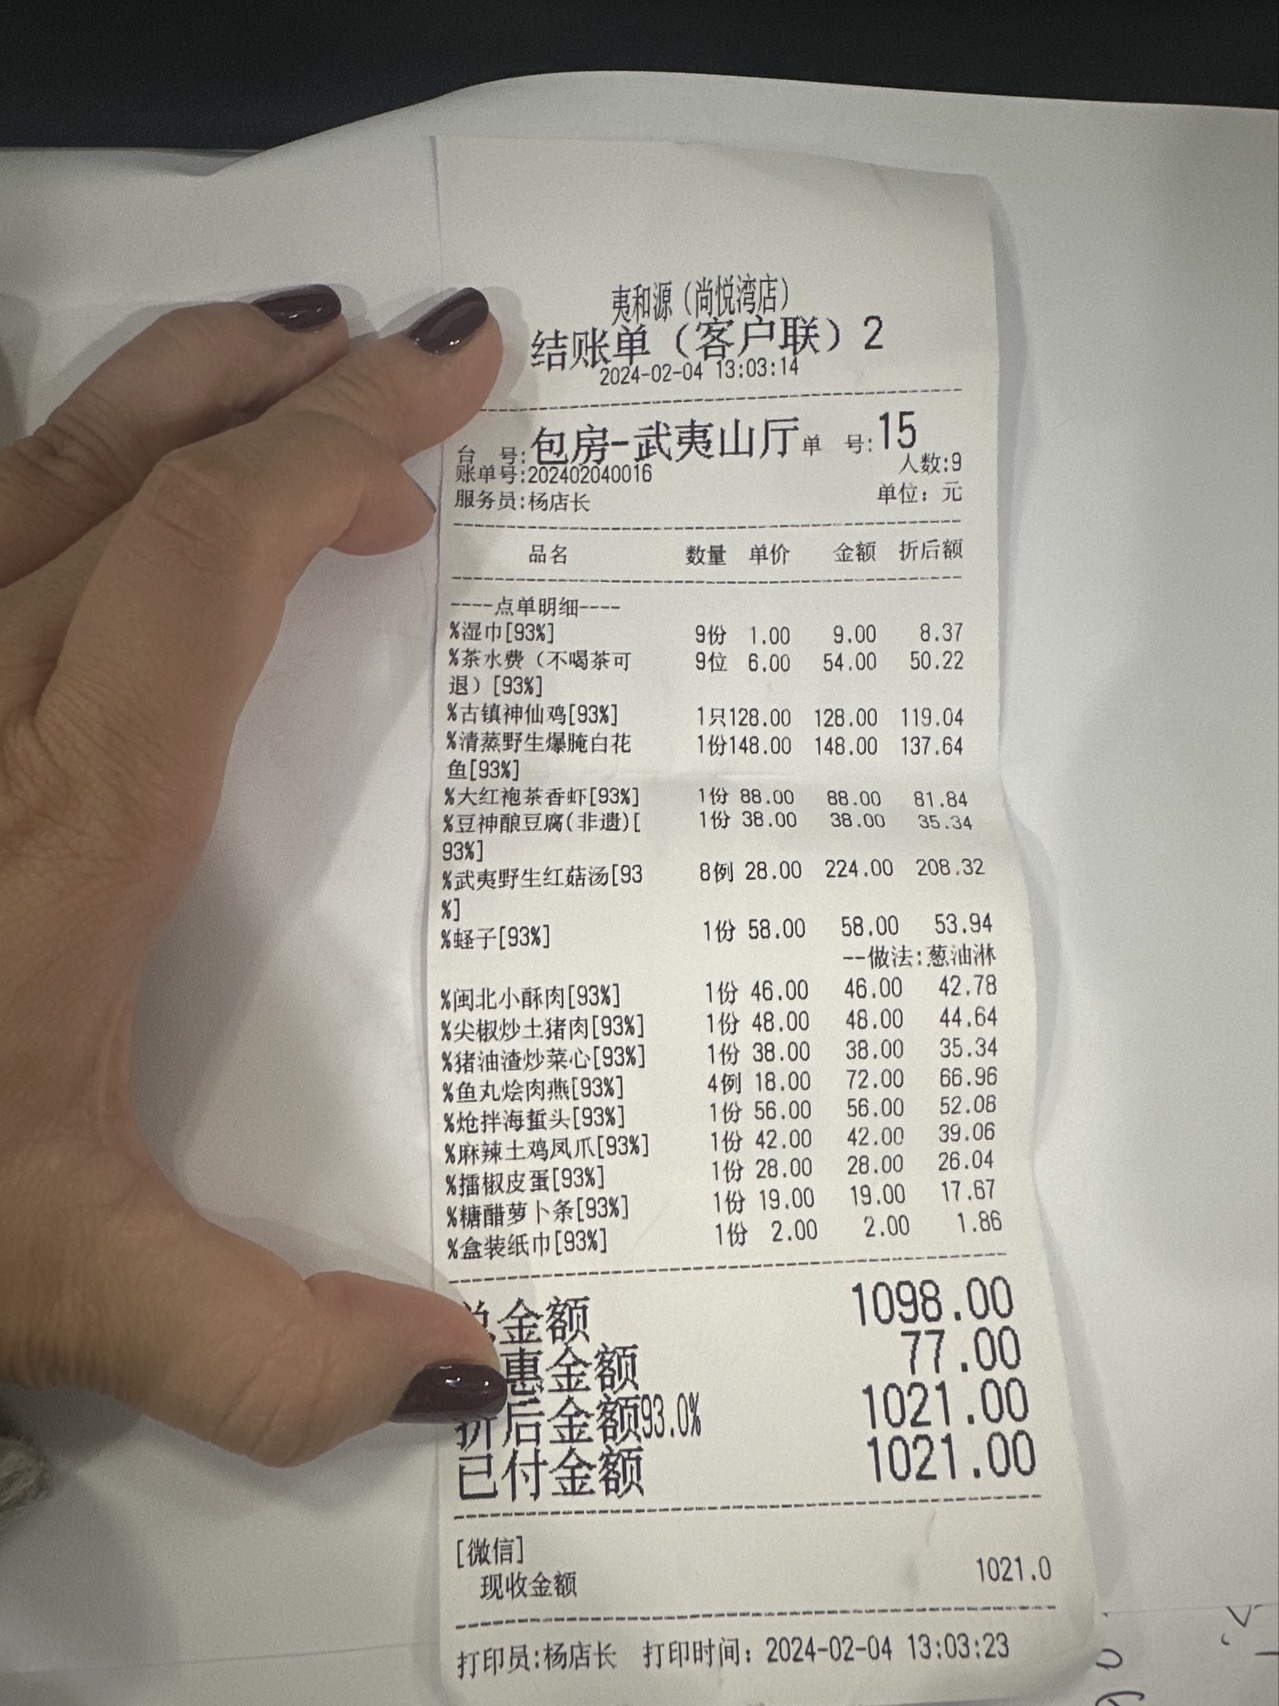 夷和源（尚悦湾店）
结账单（客户联）2
2024-02-04 13:03:14
台 号:包房-武夷山厅 单 号:15
账单号:202402040016 人数:9
服务员:杨店长 单位：元
品名 数量 单价 金额 折后额
----点单明细----
%湿巾[93%] 9份 1.00 9.00 8.37
%茶水费（不喝茶可 9位 6.00 54.00 50.22
退）[93%]
%古镇神仙鸡[93%] 1只128.00 128.00 119.04
%清蒸野生爆腌白花 1份148.00 148.00 137.64
鱼[93%]
%大红袍茶香虾[93%] 1份 88.00 88.00 81.84
%豆神酿豆腐(非遗)[ 1份 38.00 38.00 35.34
93%]
%武夷野生红菇汤[93 8例 28.00 224.00 208.32
%]
%蛏子[93%] 1份 58.00 58.00 53.94
--做法:葱油淋
%闽北小酥肉[93%] 1份 46.00 46.00 42.78
%尖椒炒土猪肉[93%] 1份 48.00 48.00 44.64
%猪油渣炒菜心[93%] 1份 38.00 38.00 35.34
%鱼丸烩肉燕[93%] 4例 18.00 72.00 66.96
%炝拌海蜇头[93%] 1份 56.00 56.00 52.08
%麻辣土鸡凤爪[93%] 1份 42.00 42.00 39.06
%擂椒皮蛋[93%] 1份 28.00 28.00 26.04
%糖醋萝卜条[93%] 1份 19.00 19.00 17.67
%盒装纸巾[93%] 1份 2.00 2.00 1.86
总金额 1098.00
惠金额 77.00
折后金额93.0% 1021.00
已付金额 1021.00
[微信]
现收金额 1021.0
打印员:杨店长 打印时间：2024-02-04 13:03:23